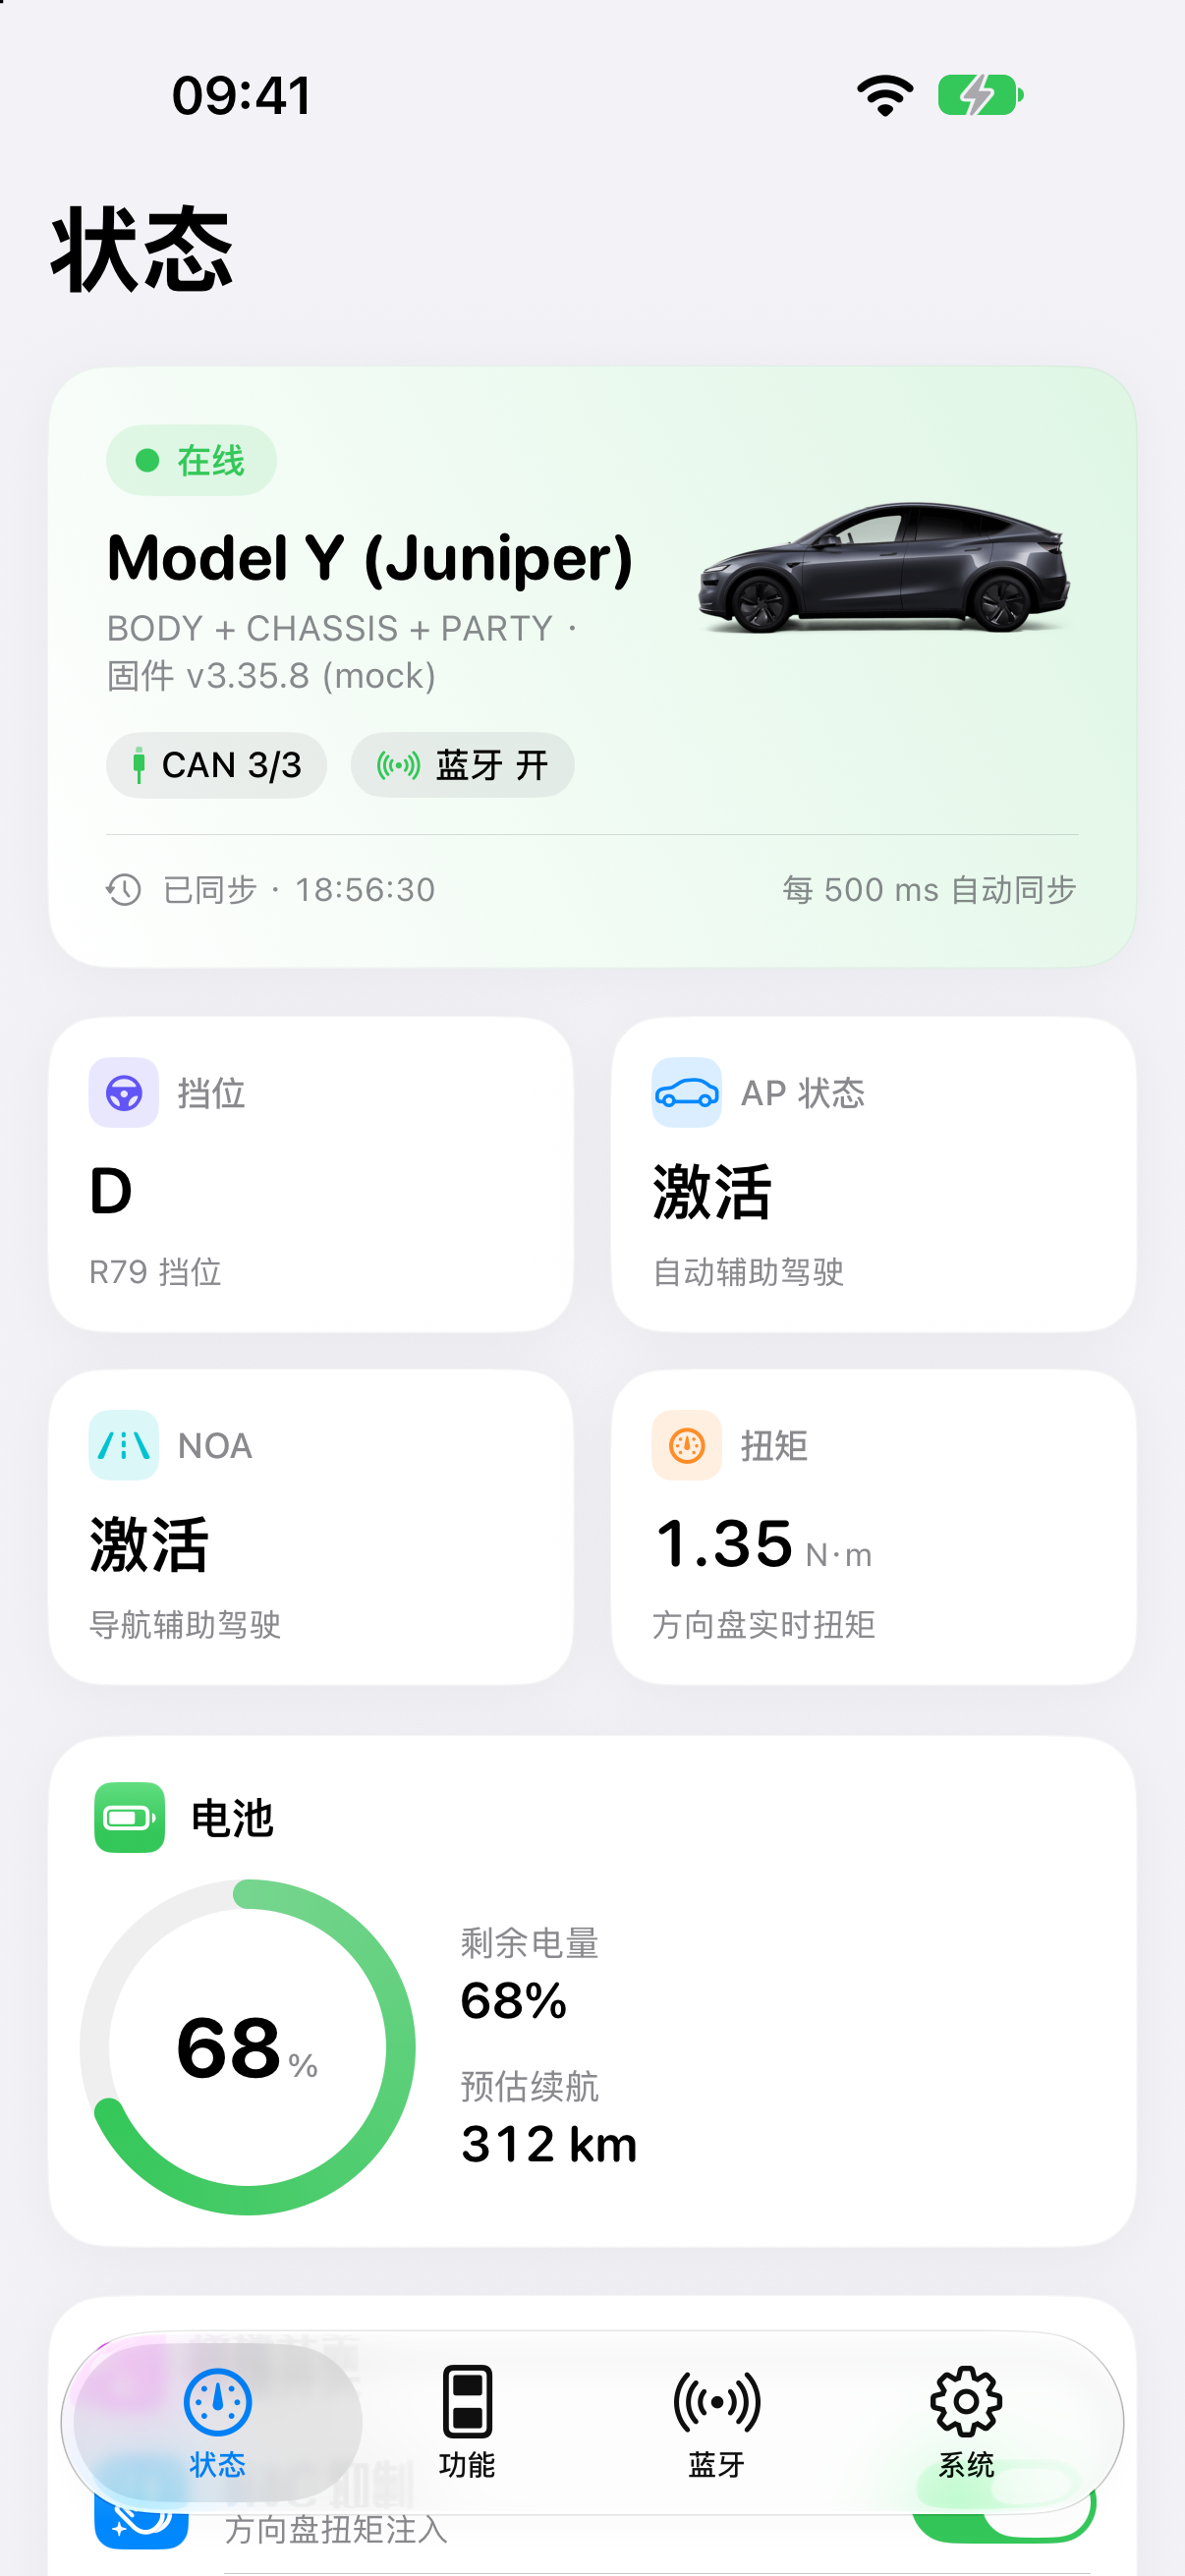 09:41
状态
在线
Model Y (Juniper)
BODY + CHASSIS + PARTY ·
固件 v3.35.8 (mock)
CAN 3/3
蓝牙 开
已同步 · 18:56:30
每 500 ms 自动同步
挡位
D
R79 挡位
AP 状态
激活
自动辅助驾驶
NOA
激活
导航辅助驾驶
扭矩
1.35 N·m
方向盘实时扭矩
电池
68%
剩余电量
68%
预估续航
312 km
方向盘扭矩注入
状态
功能
蓝牙
系统